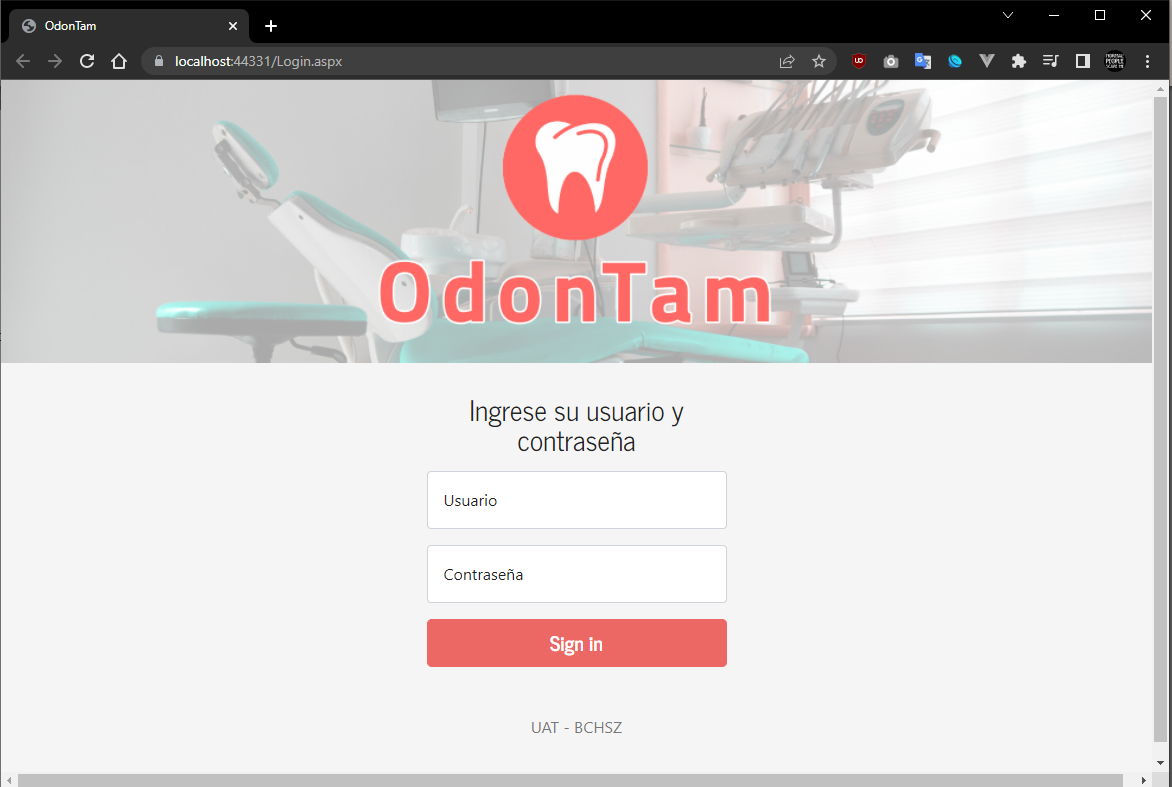 OdonTam
localhost:44331/Login.aspx
OdonTam
Ingrese su usuario y
contraseña
Usuario
Contraseña
Sign in
UAT - BCHSZ